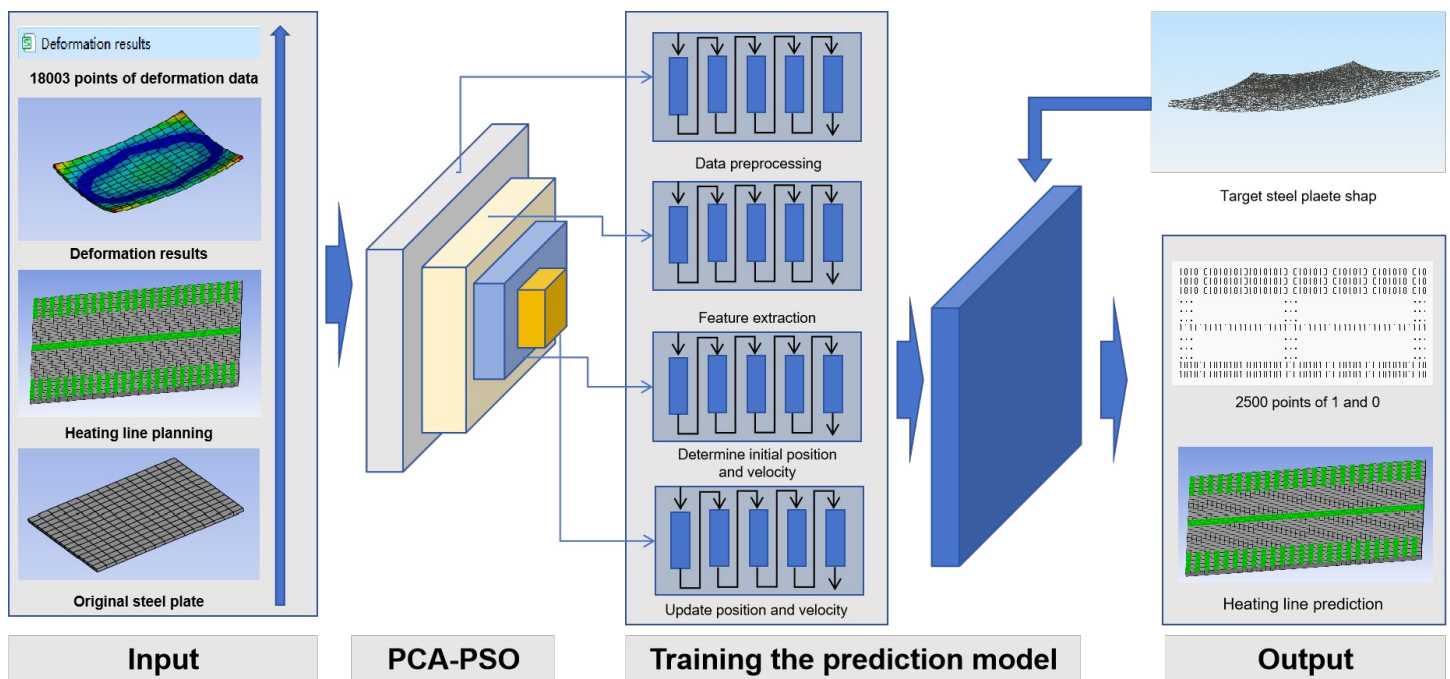 Deformation results
18003 points of deformation data
Deformation results
Heating line planning
Original steel plate
Input
PCA-PSO
Data preprocessing
Feature extraction
Determine initial position
and velocity
Update position and velocity
Training the prediction model
Target steel plaete shap
2500 points of 1 and 0
Heating line prediction
Output